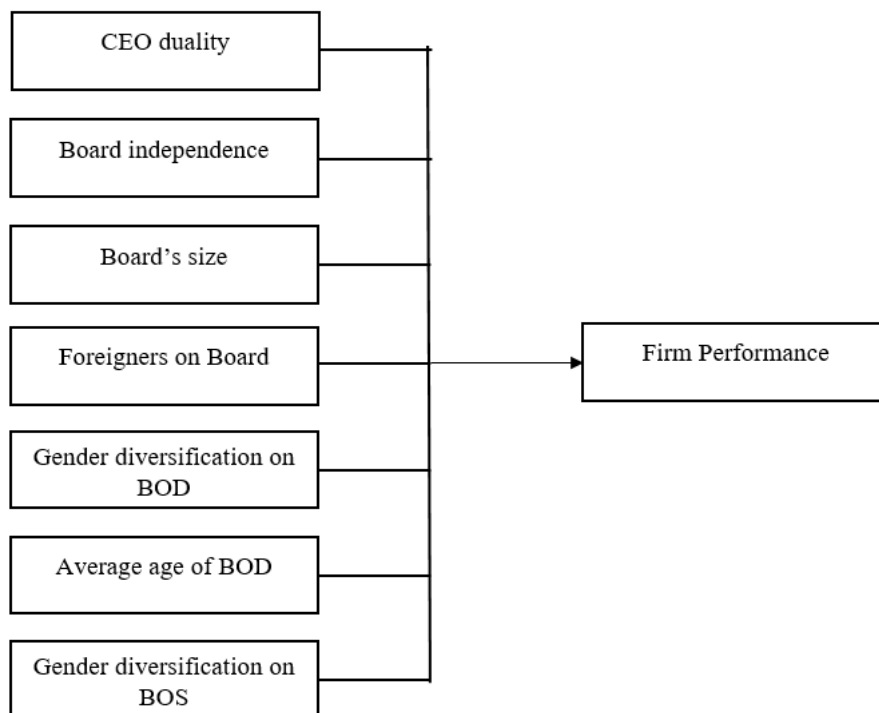 CEO duality
Board independence
Board’s size
Foreigners on Board
Firm Performance
Gender diversification on
BOD
Average age of BOD
Gender diversification on
BOS